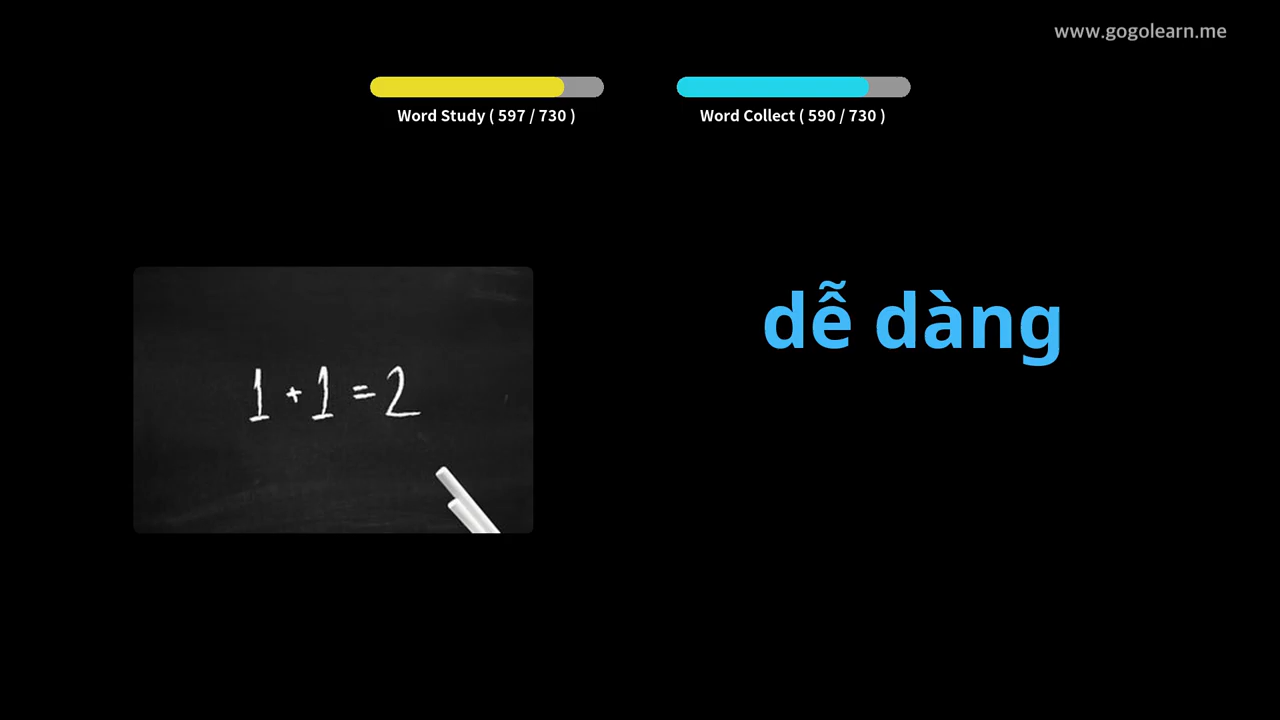 www.gogolearn.me
Word Study ( 597 / 730 )
Word Collect ( 590 / 730 )
dễ dàng
1 + 1 = 2